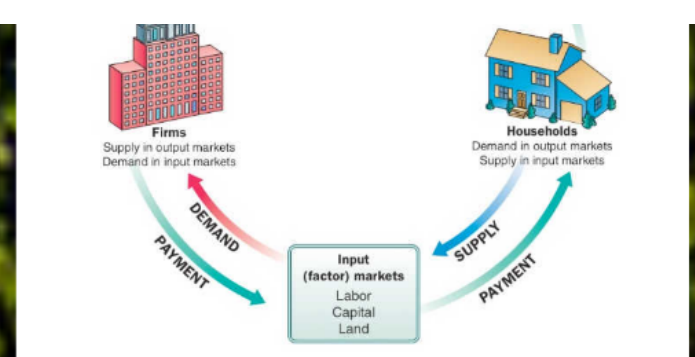 Firms
Supply in output markets
Demand in input markets
Households
Demand in output markets
Supply in input markets
DEMAND
PAYMENT
SUPPLY
PAYMENT
Input
(factor) markets
Labor
Capital
Land